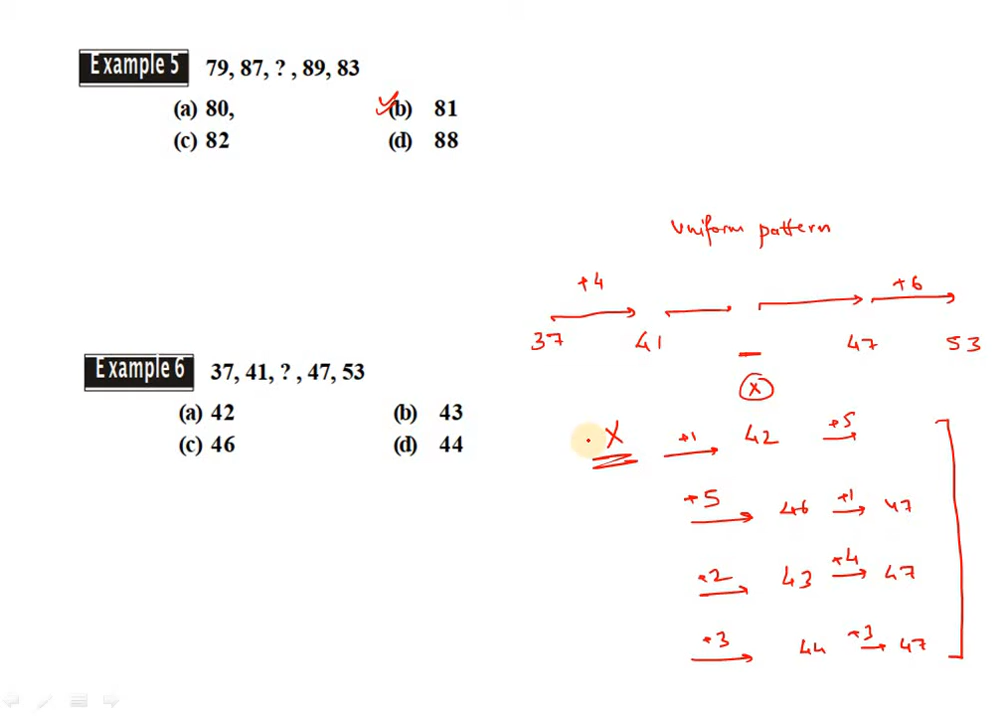 Example 5 79, 87, ? , 89, 83
(a) 80, (b) 81
(c) 82 (d) 88
Uniform pattern
+4 +6
37 41 47 53
Example 6 37, 41, ? , 47, 53
x
(a) 42 (b) 43
(c) 46 (d) 44
X +1 42 +5
+5 46 +1 47
+2 43 +4 47
+3 44 +3 47